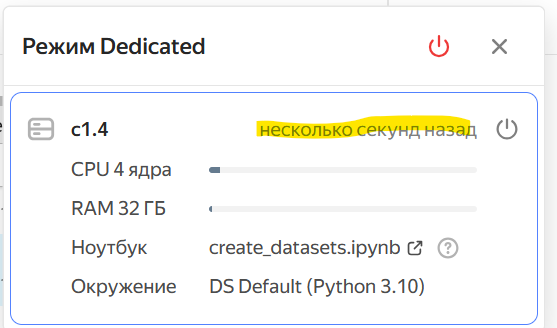 Режим Dedicated
c1.4 несколько секунд назад
CPU 4 ядра
RAM 32 ГБ
Ноутбук create_datasets.ipynb ?
Окружение DS Default (Python 3.10)